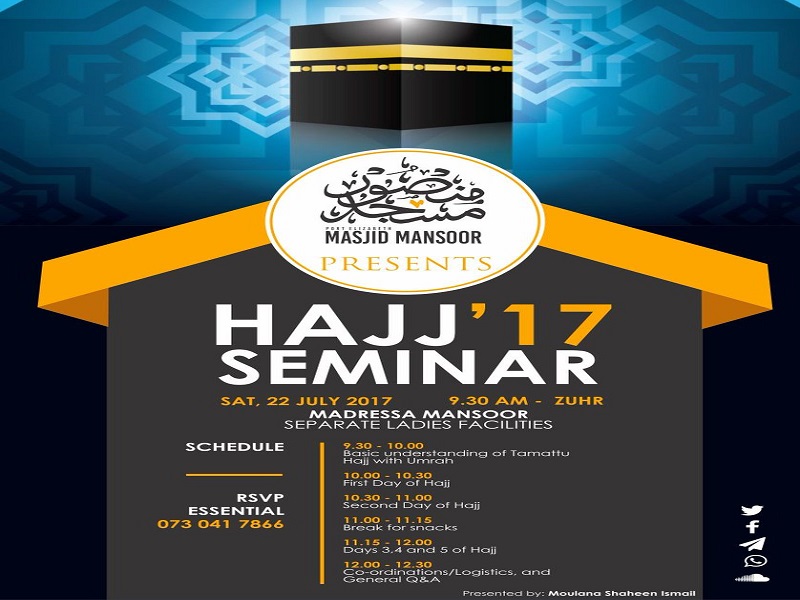 مسجد منصور
PORT ELIZABETH
MASJID MANSOOR
PRESENTS
HAJJ'17
SEMINAR
SAT, 22 JULY 2017 9.30 AM - ZUHR
MADRESSA MANSOOR
SEPARATE LADIES FACILITIES
SCHEDULE
RSVP
ESSENTIAL
073 041 7866
9.30 - 10.00
Basic understanding of Tamattu
Hajj with Umrah
10.00 - 10.30
First Day of Hajj
10.30 - 11.00
Second Day of Hajj
11.00 - 11.15
Break for snacks
11.15 - 12.00
Days 3,4 and 5 of Hajj
12.00 - 12.30
Co-ordinations/Logistics, and
General Q&A
Presented by: Moulana Shaheen Ismail